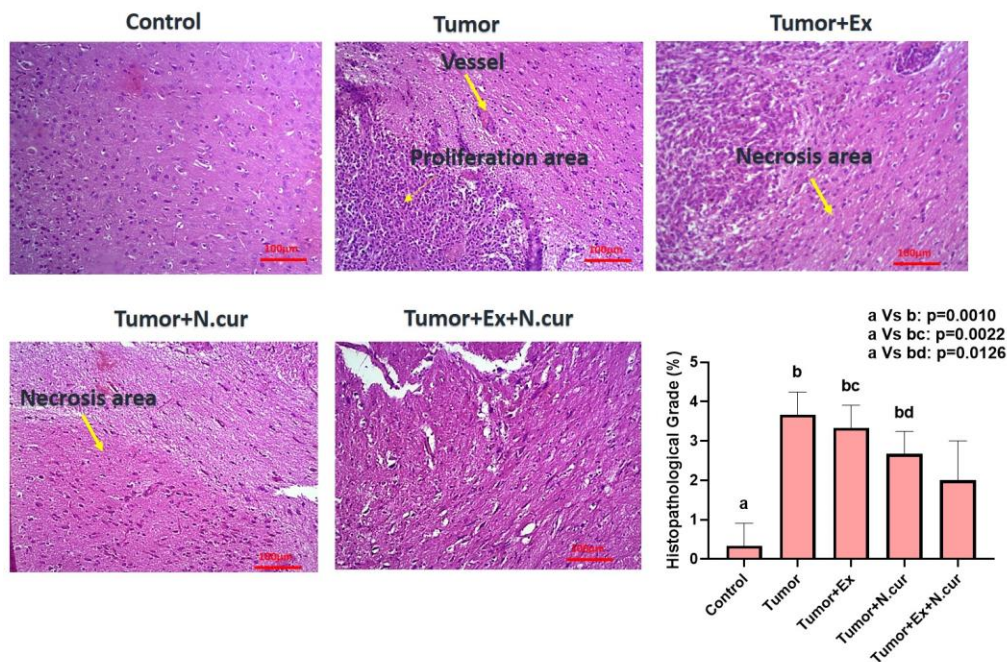 Control
Tumor
Tumor+Ex
Vessel
Proliferation area
Necrosis area
100µm
100µm
100µm
Tumor+N.cur
Tumor+Ex+N.cur
Necrosis area
100µm
100µm
a Vs b: p=0.0010
a Vs bc: p=0.0022
a Vs bd: p=0.0126
Histopathological Grade (%)
5
4
3
2
1
0
a
b
bc
bd
Control
Tumor
Tumor+Ex
Tumor+N.cur
Tumor+Ex+N.cur